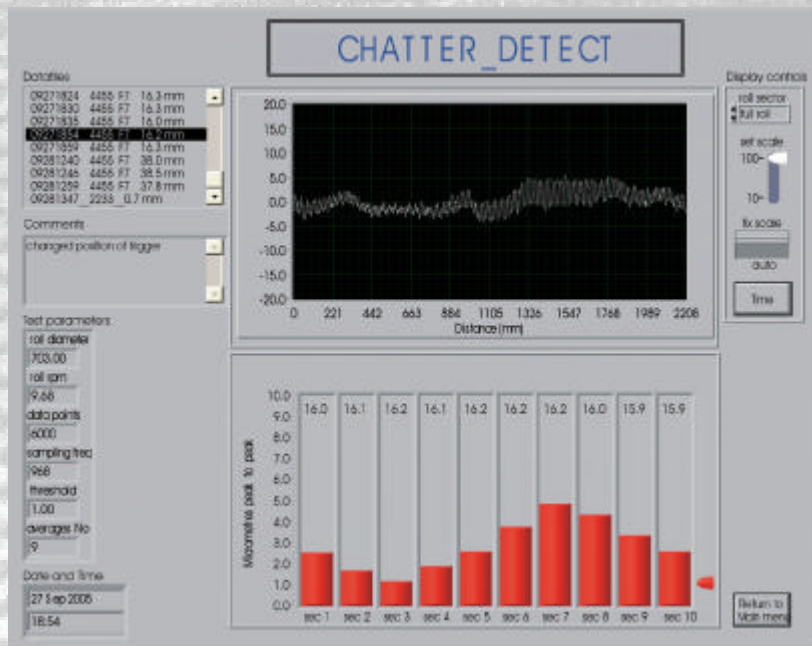 CHATTER_DETECT
Datafiles
09271824 4455 FT 16.3 mm
09271830 4455 FT 16.3 mm
09271835 4455 FT 16.0 mm
09271854 4455 FT 16.2 mm
09271859 4455 FT 16.3 mm
09281240 4455 FT 38.0 mm
09281246 4455 FT 38.5 mm
09281259 4455 FT 37.8 mm
09281347_2233_0.7 mm
Comments
changed position of trigger
Test parameters
roll diameter
703.00
roll rpm
9.68
data points
6000
sampling freq
968
threshold
1.00
averages No
9
Date and Time
27 Sep 2005
18:54
20.0
15.0
10.0
5.0
0.0
-5.0
-10.0
-15.0
-20.0
0 221 442 663 884 1105 1326 1547 1768 1989 2208
Distance (mm)
Micrometres peak to peak
10.0
9.0
8.0
7.0
6.0
5.0
4.0
3.0
2.0
1.0
0.0
16.0 16.1 16.2 16.1 16.2 16.2 16.2 16.0 15.9 15.9
sec 1 sec 2 sec 3 sec 4 sec 5 sec 6 sec 7 sec 8 sec 9 sec 10
Display controls
roll sector
full roll
set scale
100-
10-
fix scale
auto
Time
Return to
Main menu